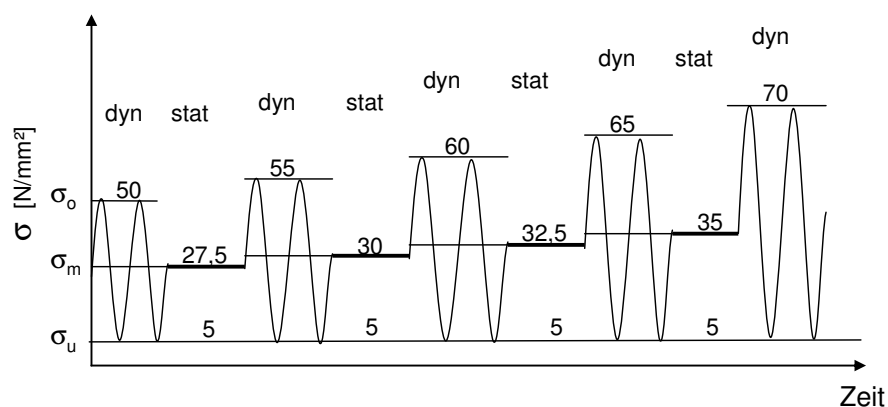 dyn
dyn stat
dyn
stat
dyn
stat
dyn stat
70
65
60
55
σo 50
σ [N/mm²]
35
32,5
30
σm 27,5
5 5 5 5
σu
Zeit